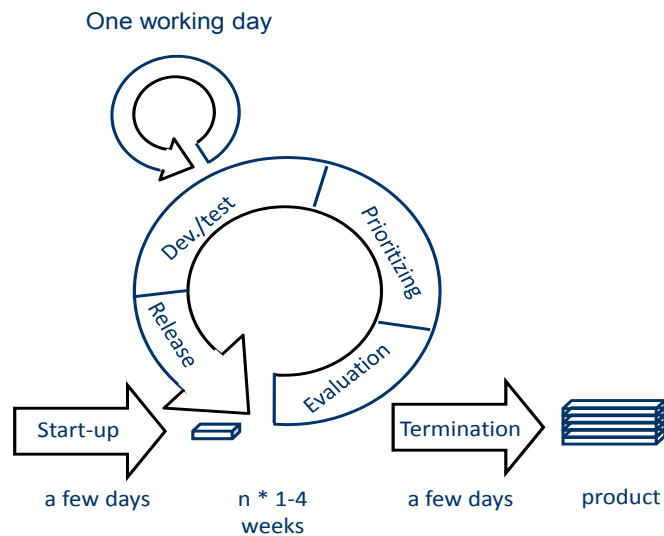 One working day
Dev./test
Prioritizing
Release
Evaluation
Start-up
Termination
a few days
n * 1-4
weeks
a few days
product